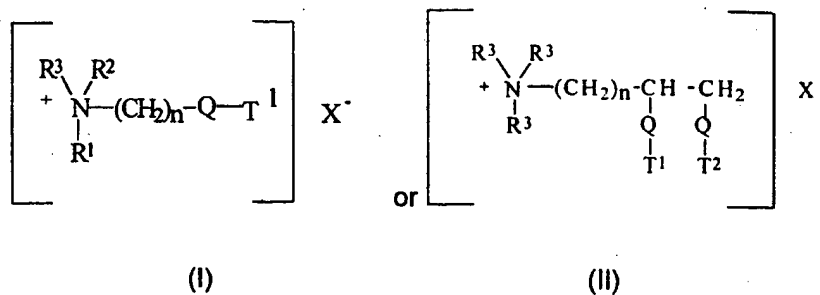 R³ R² + N—(CH₂)n—Q—T¹ X⁻
R¹
or
R³ R³ + N—(CH₂)n-CH-CH₂ X
R³ Q Q
T¹ T²
(I) (II)